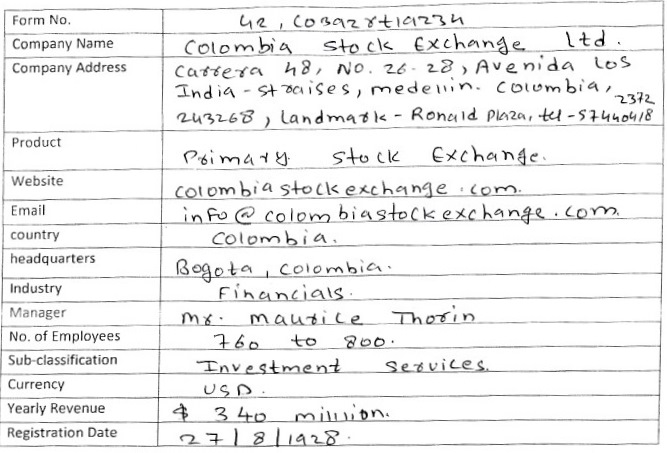 Form No. 42, Co3a2rt1a234
Company Name Colombia Stock Exchange Ltd.
Company Address Carrera 48, No. 26-28, Avenida Los
India-straises, medellin. Colombia,
2372
243268, Landmark - Ronald Plaza, tel - 57440418
Product Primary Stock Exchange.
Website colombiastockexchange.com.
Email info@colombiastockexchange.com.
country Colombia.
headquarters Bogota, Colombia.
Industry Financials.
Manager Mr. Maurice Thorin
No. of Employees 760 to 800.
Sub-classification Investment Services.
Currency USD.
Yearly Revenue $ 340 million.
Registration Date 27/8/1928.